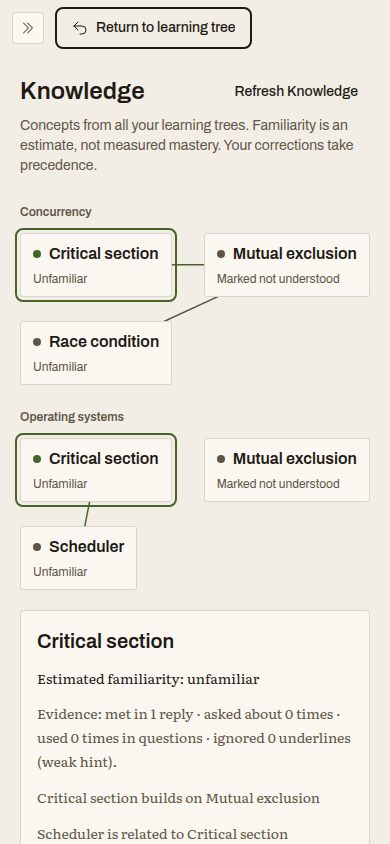 Return to learning tree
Knowledge
Refresh Knowledge
Concepts from all your learning trees. Familiarity is an
estimate, not measured mastery. Your corrections take
precedence.
Concurrency
Critical section
Unfamiliar
Mutual exclusion
Marked not understood
Race condition
Unfamiliar
Operating systems
Critical section
Unfamiliar
Mutual exclusion
Marked not understood
Scheduler
Unfamiliar
Critical section
Estimated familiarity: unfamiliar
Evidence: met in 1 reply · asked about 0 times ·
used 0 times in questions · ignored 0 underlines
(weak hint).
Critical section builds on Mutual exclusion
Scheduler is related to Critical section